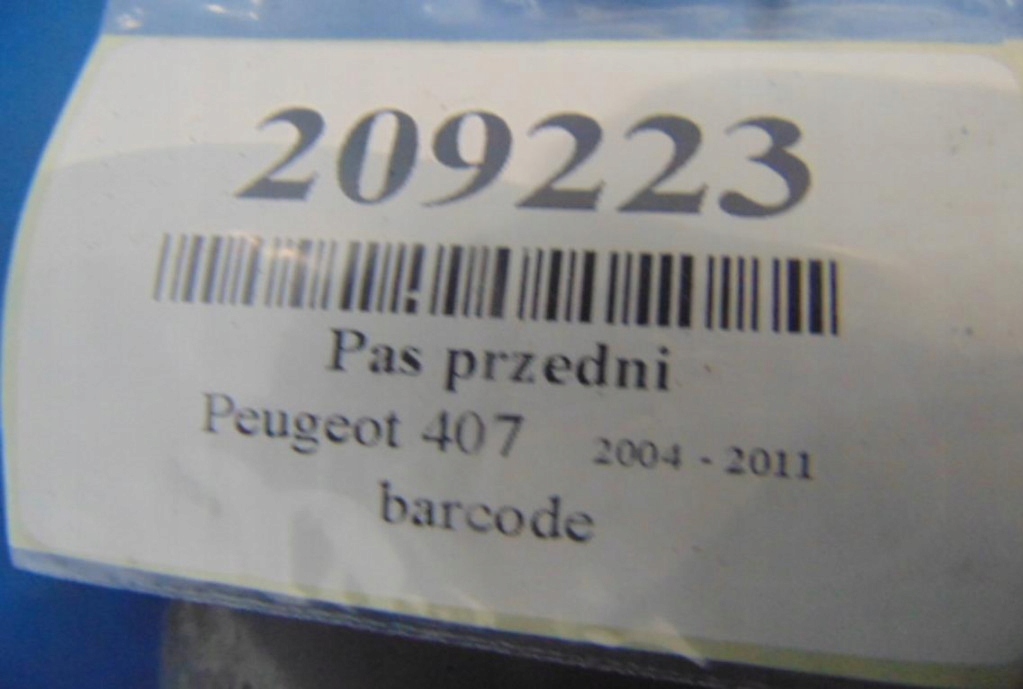 209223
Pas przedni
Peugeot 407 2004 - 2011
barcode